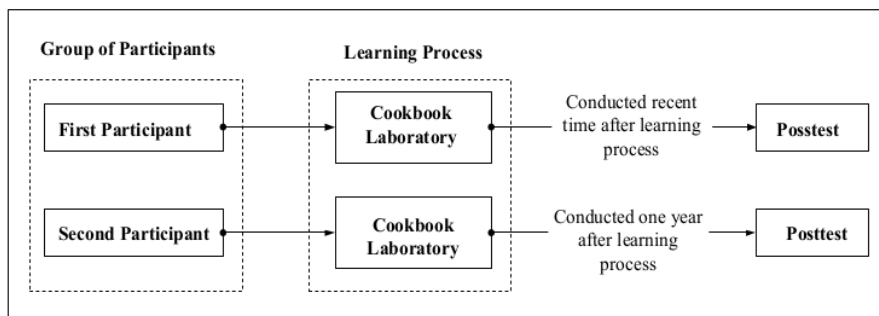 Group of Participants
Learning Process
First Participant
Cookbook
Laboratory
Conducted recent
time after learning
process
Posstest
Second Participant
Cookbook
Laboratory
Conducted one year
after learning
process
Posttest